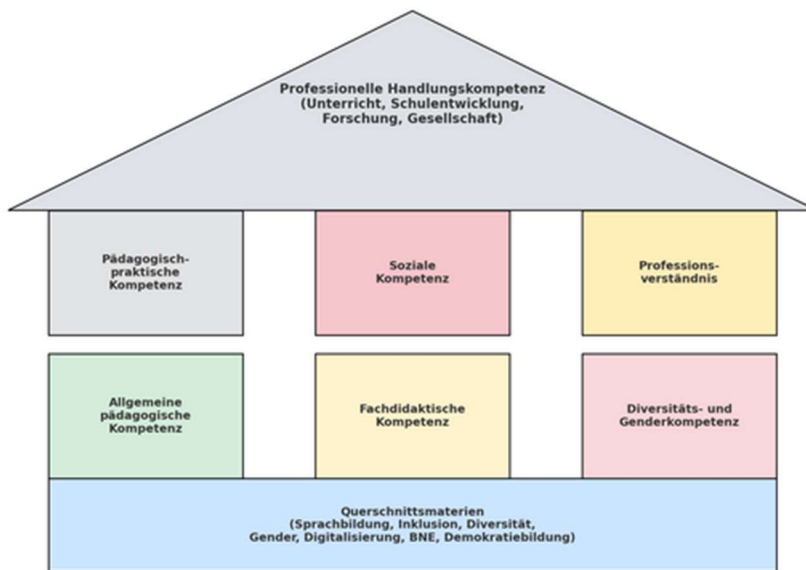 Professionelle Handlungskompetenz
(Unterricht, Schulentwicklung,
Forschung, Gesellschaft)
Pädagogisch-
praktische
Kompetenz
Soziale
Kompetenz
Professions-
verständnis
Allgemeine
pädagogische
Kompetenz
Fachdidaktische
Kompetenz
Diversitäts- und
Genderkompetenz
Querschnittsmaterien
(Sprachbildung, Inklusion, Diversität,
Gender, Digitalisierung, BNE, Demokratiebildung)